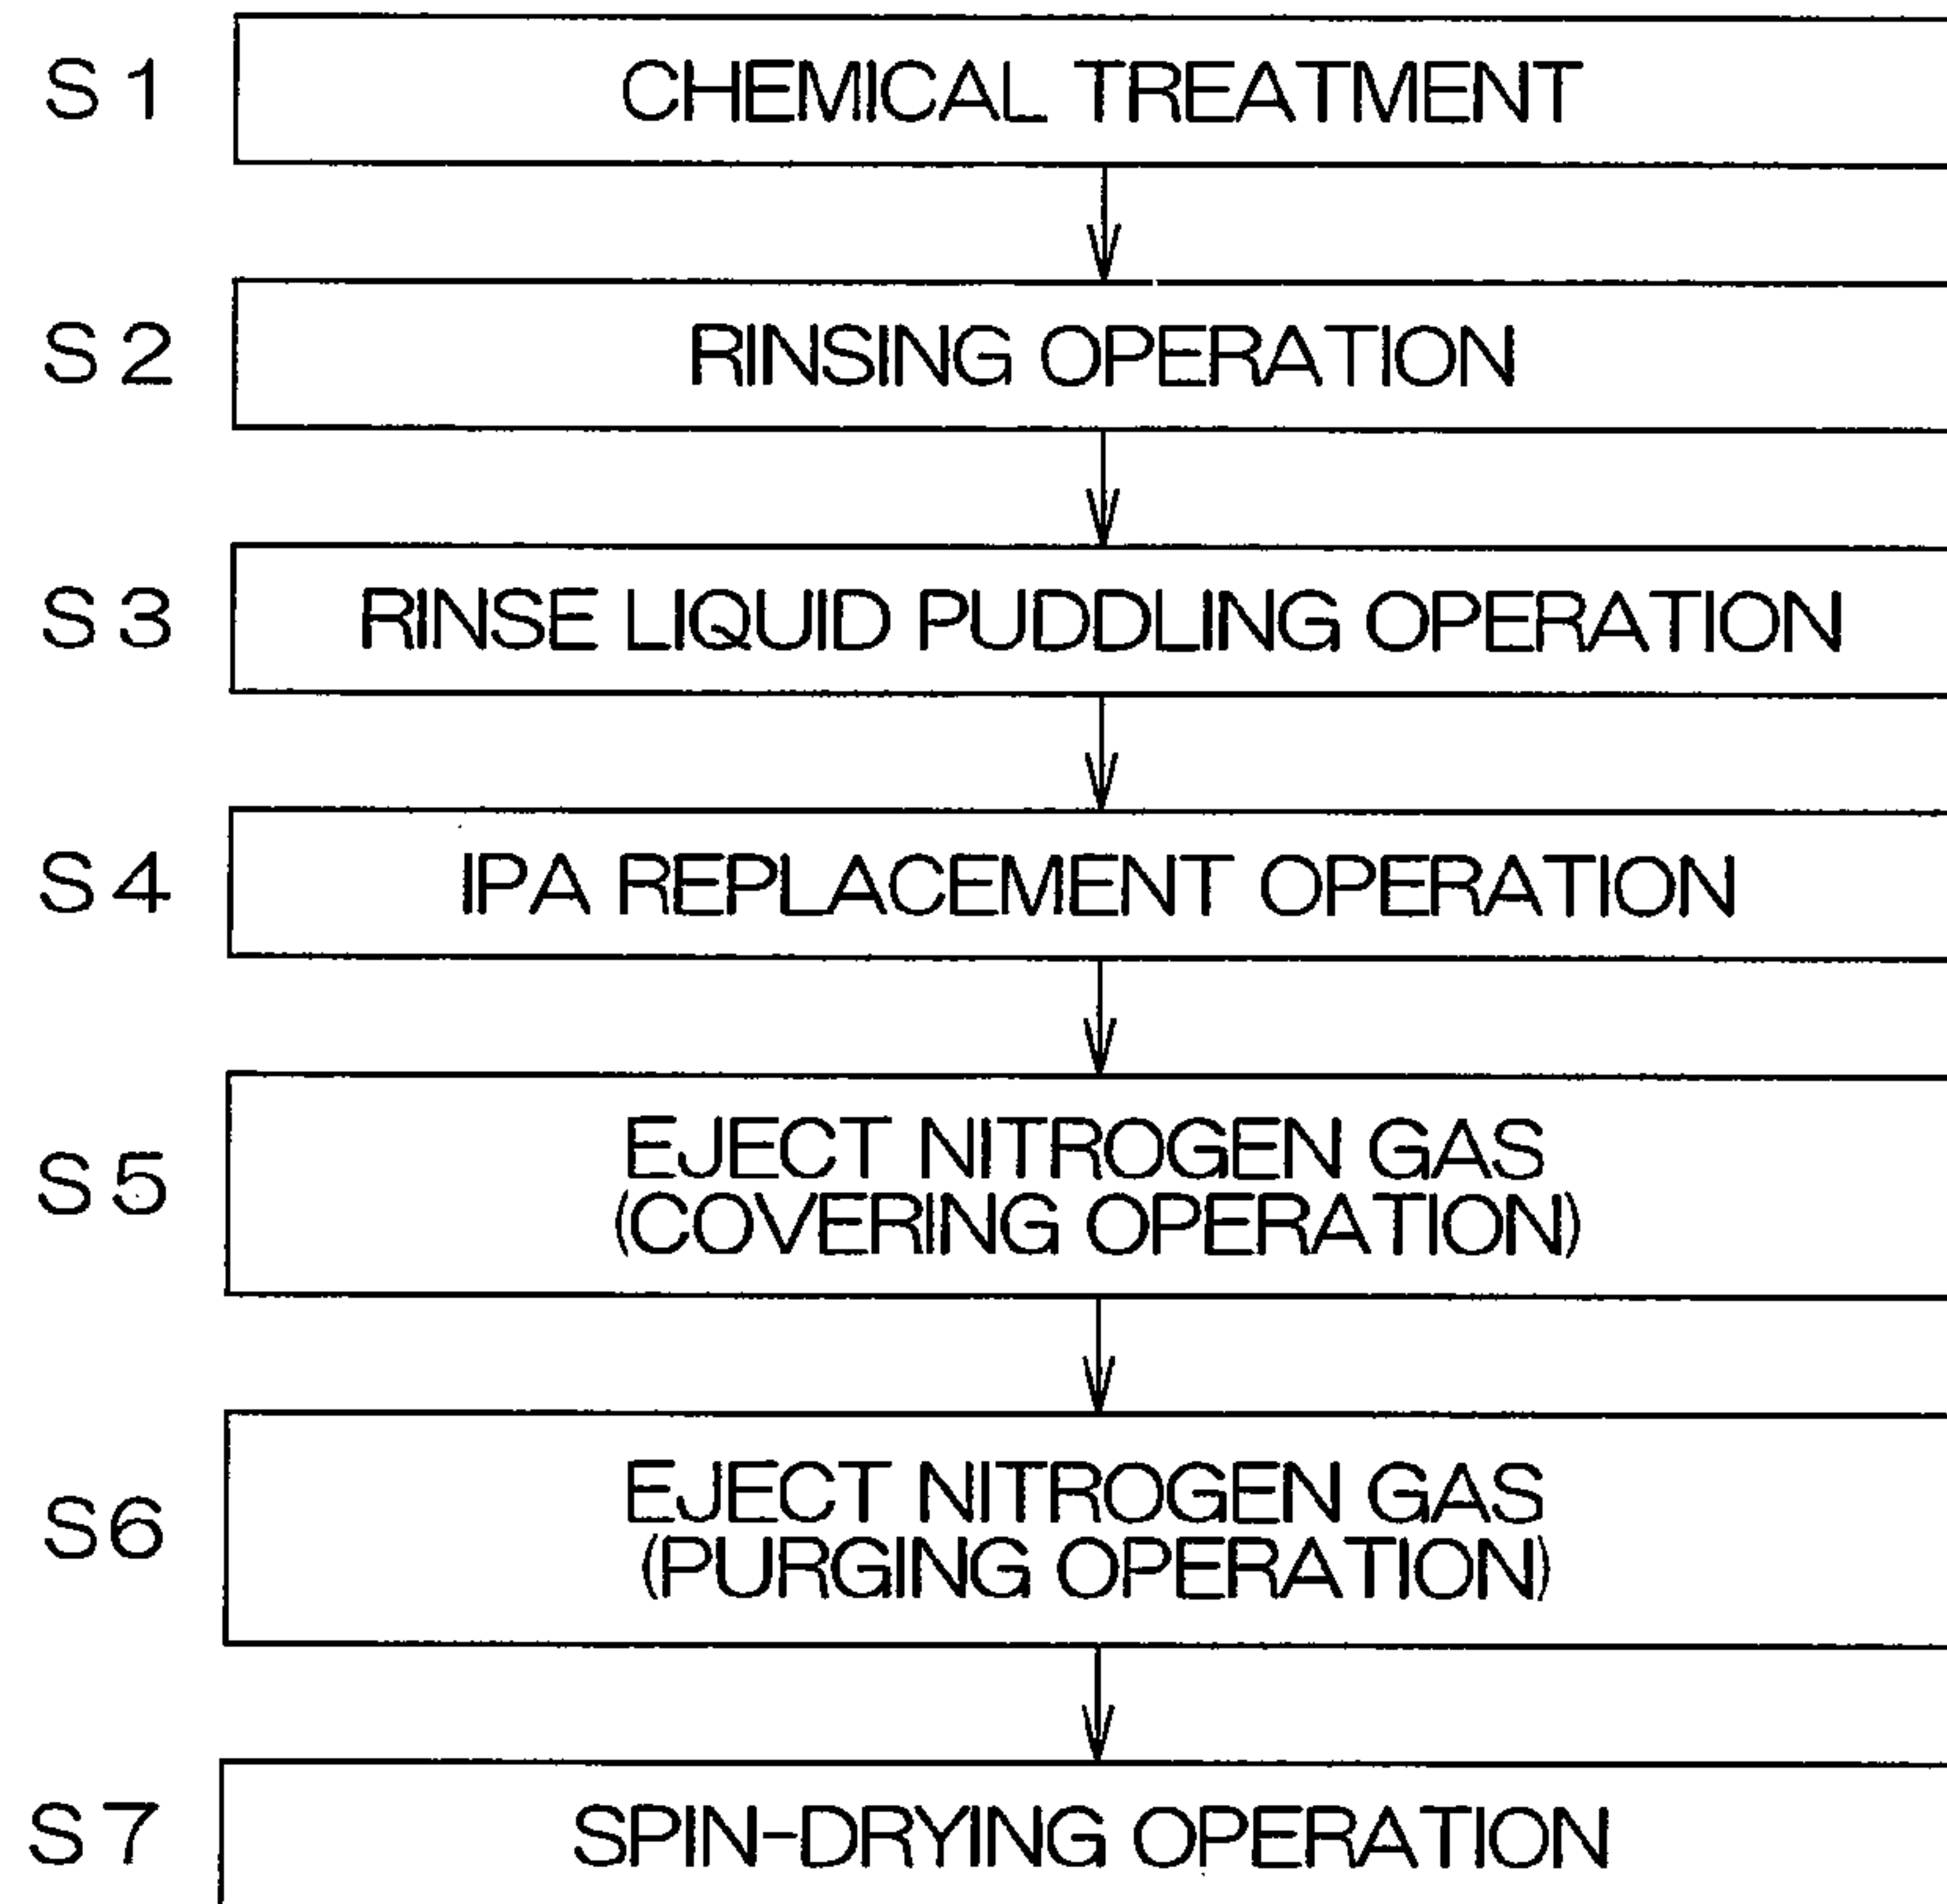 S1 CHEMICAL TREATMENT
S2 RINSING OPERATION
S3 RINSE LIQUID PUDDLING OPERATION
S4 IPA REPLACEMENT OPERATION
S5 EJECT NITROGEN GAS
(COVERING OPERATION)
S6 EJECT NITROGEN GAS
(PURGING OPERATION)
S7 SPIN-DRYING OPERATION